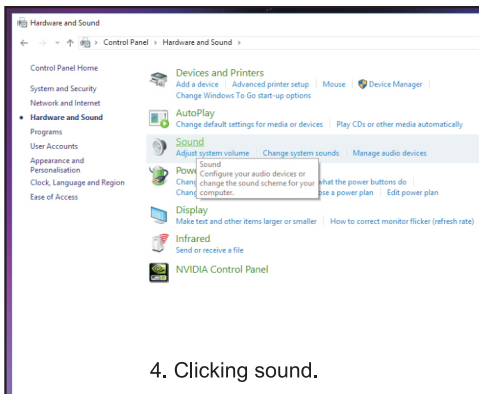 Hardware and Sound
Control Panel > Hardware and Sound >
Control Panel Home
System and Security
Network and Internet
Hardware and Sound
Programs
User Accounts
Appearance and
Personalisation
Clock, Language and Region
Ease of Access
Devices and Printers
Add a device | Advanced printer setup | Mouse | Device Manager |
Change Windows To Go start-up options
AutoPlay
Change default settings for media or devices | Play CDs or other media automatically
Sound
Adjust system volume | Change system sounds | Manage audio devices
Sound
Configure your audio devices or
change the sound scheme for your
computer.
Pow
Chang what the power buttons do |
Chang ose a power plan | Edit power plan
Display
Make text and other items larger or smaller | How to correct monitor flicker (refresh rate)
Infrared
Send or receive a file
NVIDIA Control Panel
4. Clicking sound.